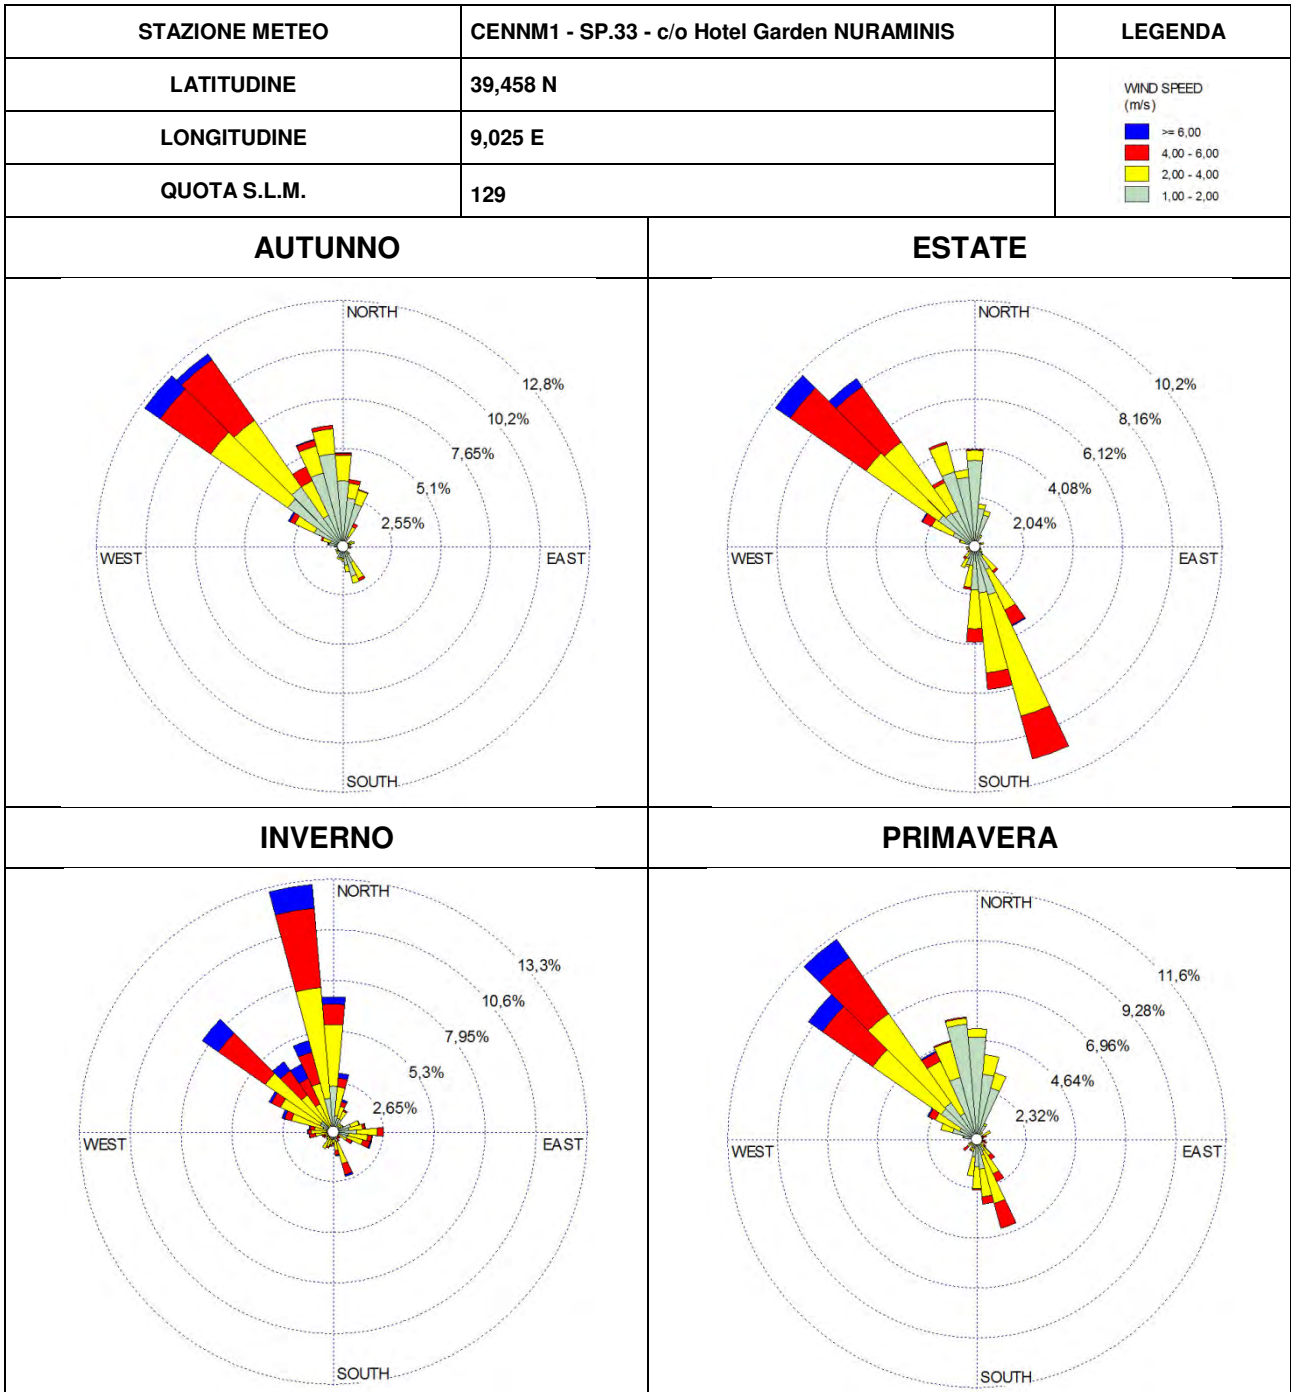 STAZIONE METEO
CENNM1 - SP.33 - c/o Hotel Garden NURAMINIS
LEGENDA
LATITUDINE
39,458 N
LONGITUDINE
9,025 E
QUOTA S.L.M.
129
WIND SPEED
(m/s)
>= 6,00
4,00 - 6,00
2,00 - 4,00
1,00 - 2,00
AUTUNNO
NORTH
12,8%
10,2%
7,65%
5,1%
2,55%
WEST
EAST
SOUTH
ESTATE
NORTH
10,2%
8,16%
6,12%
4,08%
2,04%
WEST
EAST
SOUTH
INVERNO
NORTH
13,3%
10,6%
7,95%
5,3%
2,65%
WEST
EAST
SOUTH
PRIMAVERA
NORTH
11,6%
9,28%
6,96%
4,64%
2,32%
WEST
EAST
SOUTH